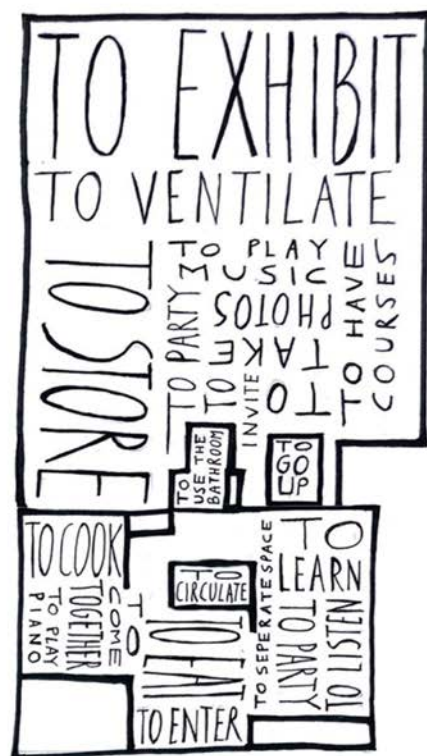 TO EXHIBIT
TO VENTILATE
TO STORE
TO PARTY
TO PLAY
MUSIC
TO TAKE
PHOTOS
TO
INVITE
TO HAVE
COURSES
TO
USE THE
BATHROOM
TO
GO
UP
TO COOK
TO COME
TOGETHER
TO PLAY
PIANO
TO
CIRCULATE
TO EAT
TO ENTER
TO SEPERATE SPACE
TO
LEARN
TO PARTY
TO LISTEN